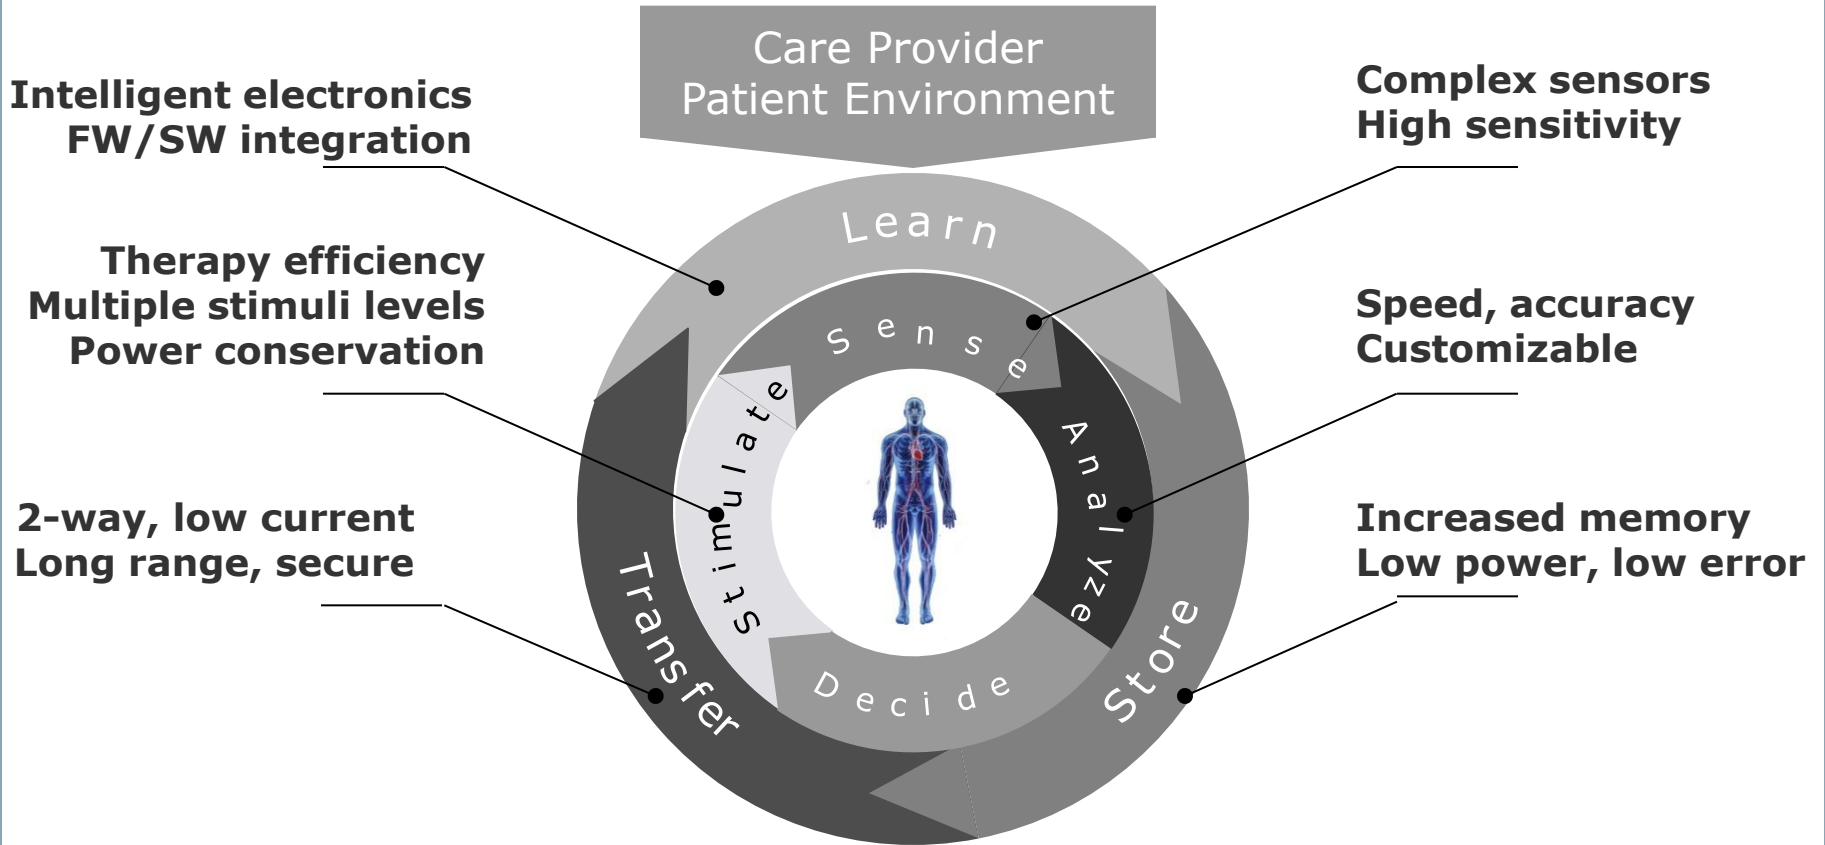 Care Provider
Patient Environment
Intelligent electronics
FW/SW integration
Therapy efficiency
Multiple stimuli levels
Power conservation
2-way, low current
Long range, secure
Complex sensors
High sensitivity
Speed, accuracy
Customizable
Increased memory
Low power, low error
Learn
Store
Transfer
Sense
Analyze
Decide
Stimulate